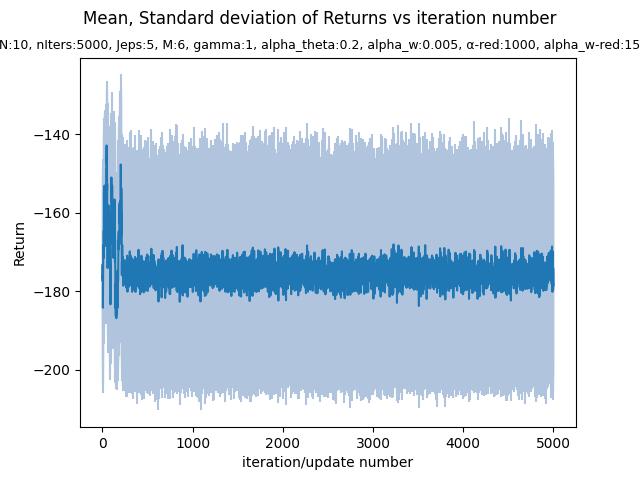 Mean, Standard deviation of Returns vs iteration number
N:10, nIters:5000, Jeps:5, M:6, gamma:1, alpha_theta:0.2, alpha_w:0.005, α-red:1000, alpha_w-red:15
−140
−160
−180
−200
Return
0 1000 2000 3000 4000 5000
iteration/update number